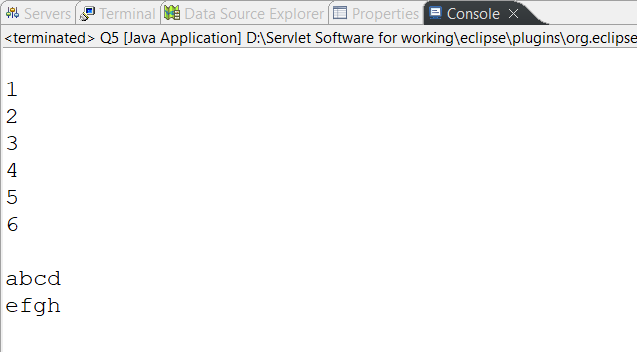 Servers Terminal Data Source Explorer Properties Console
<terminated> Q5 [Java Application] D:\Servlet Software for working\eclipse\plugins\org.eclipse
1
2
3
4
5
6
abcd
efgh